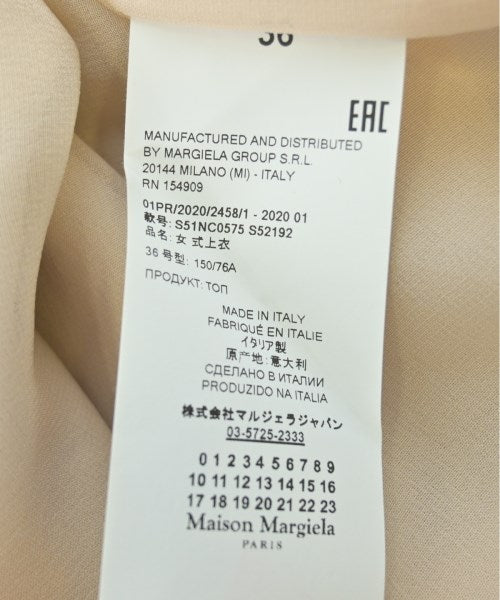 36
EAC
MANUFACTURED AND DISTRIBUTED
BY MARGIELA GROUP S.R.L.
20144 MILANO (MI) - ITALY
RN 154909
01PR/2020/2458/1 - 2020 01
款号: S51NC0575 S52192
品名: 女 式上衣
36 号型: 150/76A
ПРОДУКТ: ТОП
MADE IN ITALY
FABRIQUÉ EN ITALIE
イタリア製
原产地: 意大利
СДЕЛАНО В ИТАЛИИ
PRODUZIDO NA ITALIA
株式会社マルジェラジャパン
03-5725-2333
0 1 2 3 4 5 6 7 8 9
10 11 12 13 14 15 16
17 18 19 20 21 22 23
Maison Margiela
PARIS